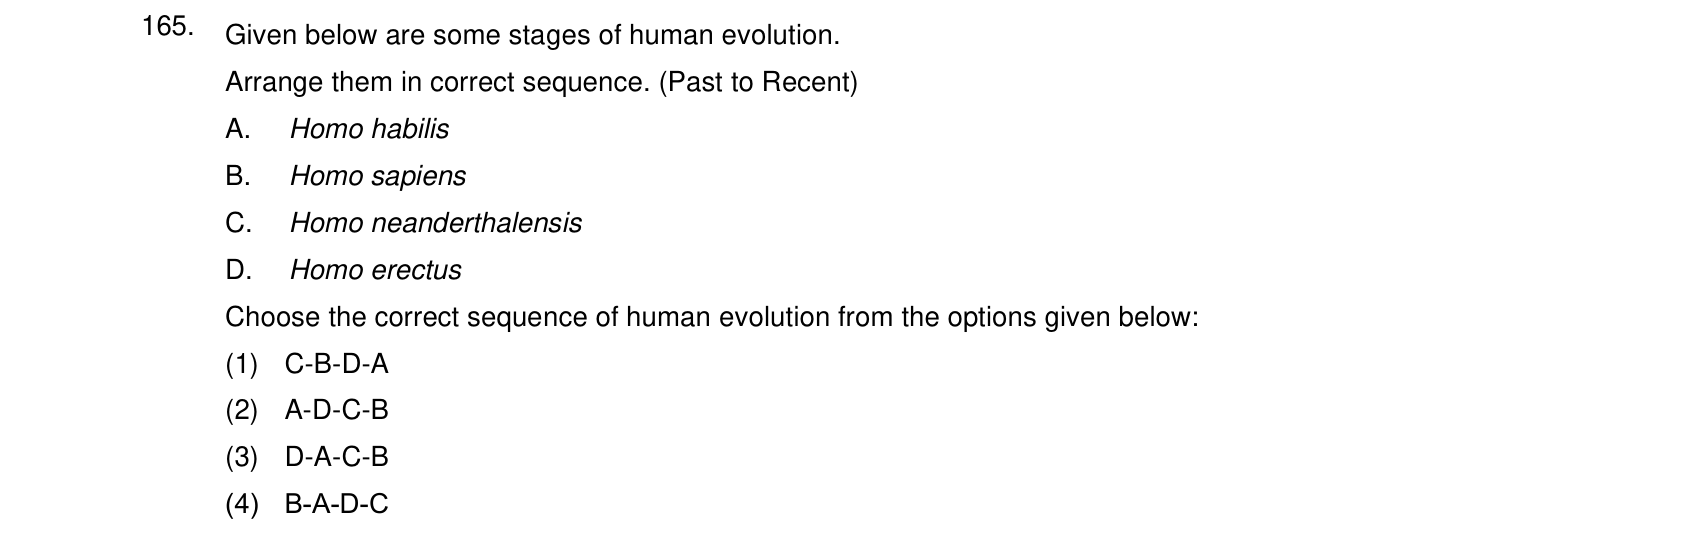 165. Given below are some stages of human evolution.
Arrange them in correct sequence. (Past to Recent)
A. Homo habilis
B. Homo sapiens
C. Homo neanderthalensis
D. Homo erectus
Choose the correct sequence of human evolution from the options given below:
(1) C-B-D-A
(2) A-D-C-B
(3) D-A-C-B
(4) B-A-D-C